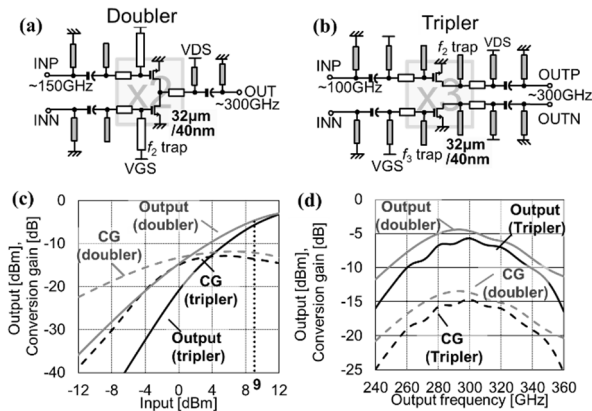 (a) Doubler
INP
~150GHz
INN
x2
VDS
OUT
~300GHz
32µm
/40nm
f2 trap
VGS
(b) Tripler
INP
~100GHz
INN
x3
f2 trap
VDS
OUTP
~300GHz
OUTN
32µm
/40nm
f3 trap
VGS
(c)
Output [dBm],
Conversion gain [dB]
0
-10
-20
-30
-40
Output
(doubler)
CG
(doubler)
CG
(tripler)
Output
(tripler)
-12
-8
-4
0
4
8
9
12
Input [dBm]
(d)
Output [dBm],
Conversion gain [dB]
0
-5
-10
-15
-20
-25
Output
(doubler)
Output
(Tripler)
CG
(doubler)
CG
(Tripler)
240
260
280
300
320
340
360
Output frequency [GHz]